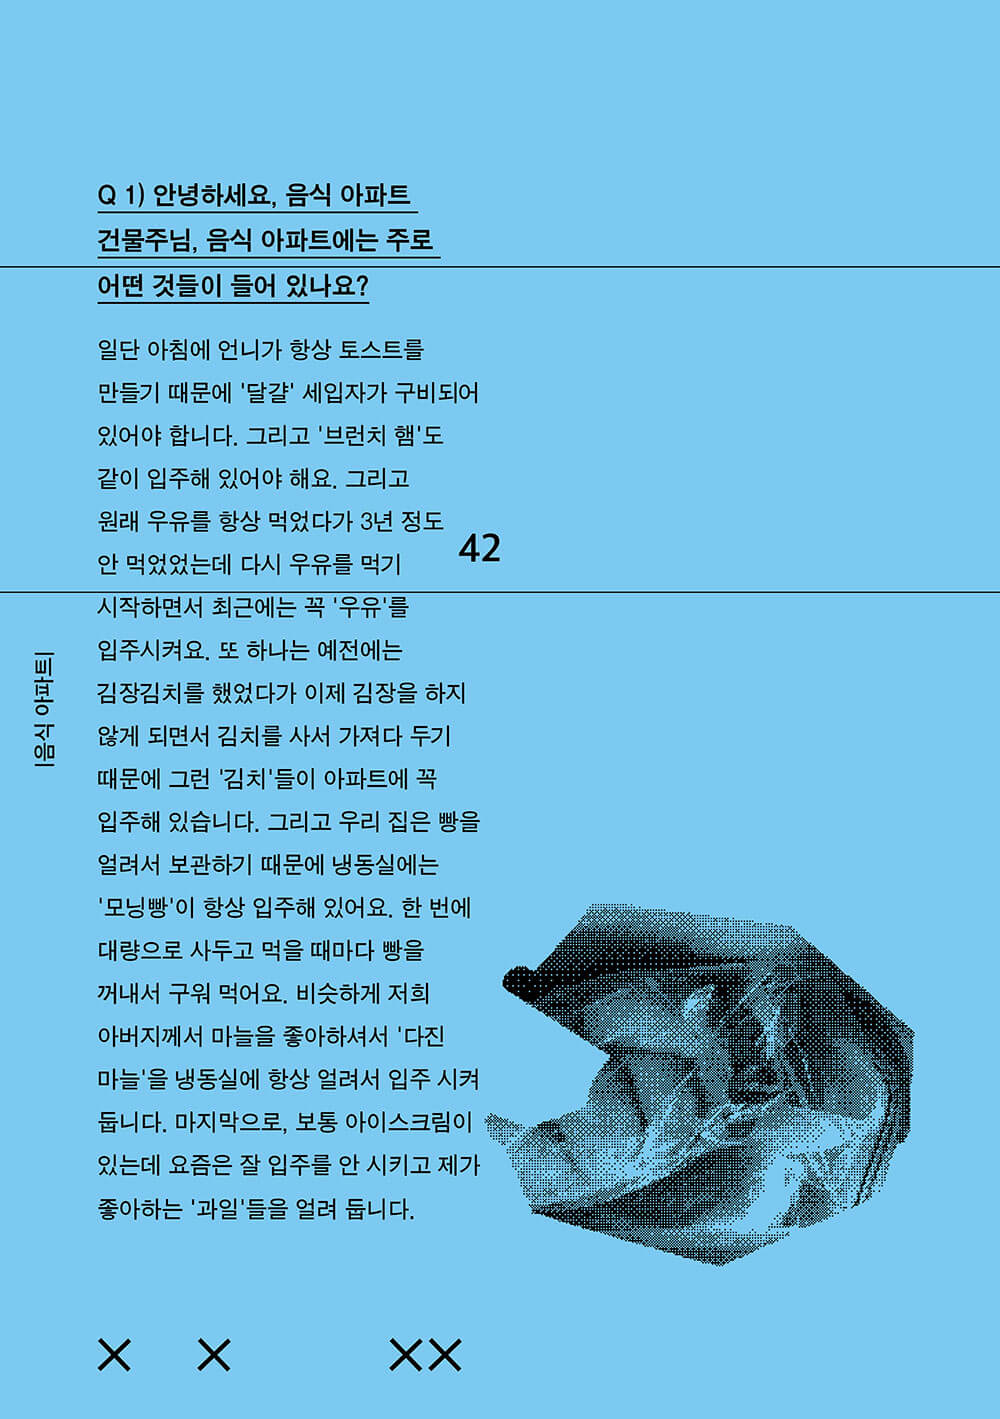 Q 1) 안녕하세요, 음식 아파트
건물주님, 음식 아파트에는 주로
어떤 것들이 들어 있나요?
일단 아침에 언니가 항상 토스트를
만들기 때문에 '달걀' 세입자가 구비되어
있어야 합니다. 그리고 '브런치 햄'도
같이 입주해 있어야 해요. 그리고
원래 우유를 항상 먹었다가 3년 정도
안 먹었었는데 다시 우유를 먹기
시작하면서 최근에는 꼭 '우유'를
입주시켜요. 또 하나는 예전에는
김장김치를 했었다가 이제 김장을 하지
않게 되면서 김치를 사서 가져다 두기
때문에 그런 '김치'들이 아파트에 꼭
입주해 있습니다. 그리고 우리 집은 빵을
얼려서 보관하기 때문에 냉동실에는
'모닝빵'이 항상 입주해 있어요. 한 번에
대량으로 사두고 먹을 때마다 빵을
꺼내서 구워 먹어요. 비슷하게 저희
아버지께서 마늘을 좋아하셔서 '다진
마늘'을 냉동실에 항상 얼려서 입주 시켜
둡니다. 마지막으로, 보통 아이스크림이
있는데 요즘은 잘 입주를 안 시키고 제가
좋아하는 '과일'들을 얼려 둡니다.
42
|음식 아파트|